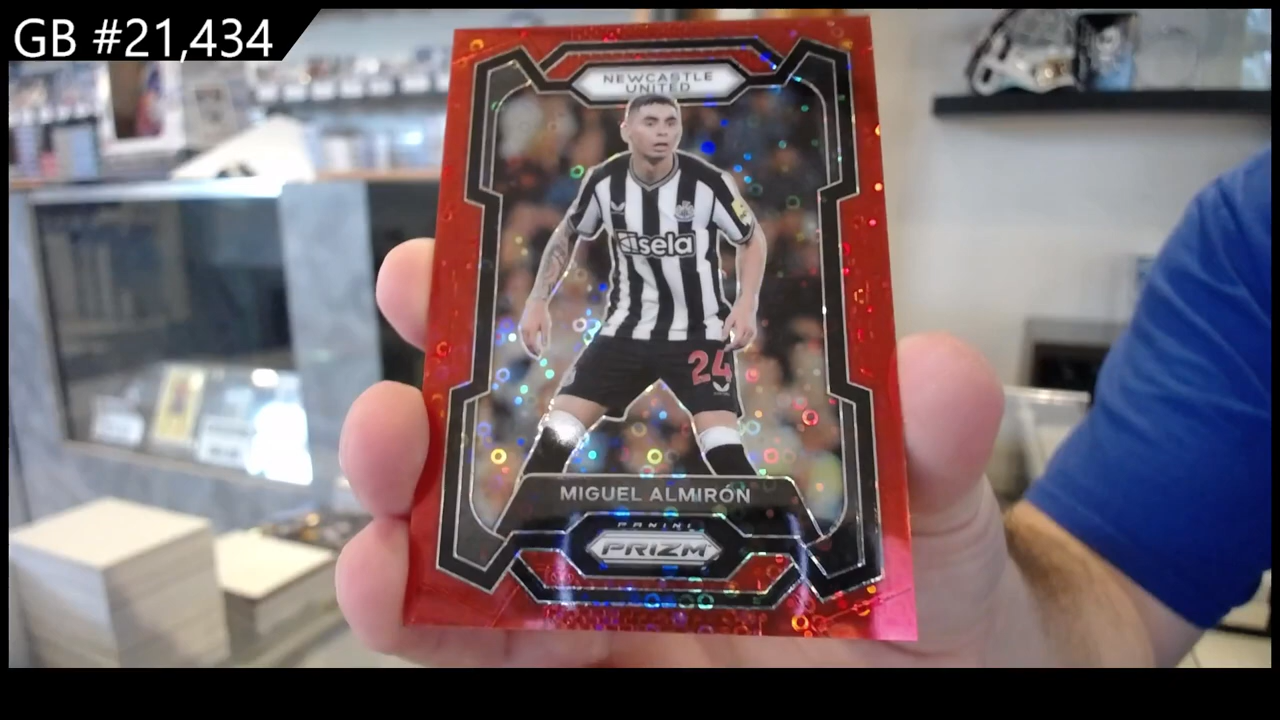 GB #21,434
NEWCASTLE
UNITED
sela
24
MIGUEL ALMIRÓN
PANINI
PRIZM